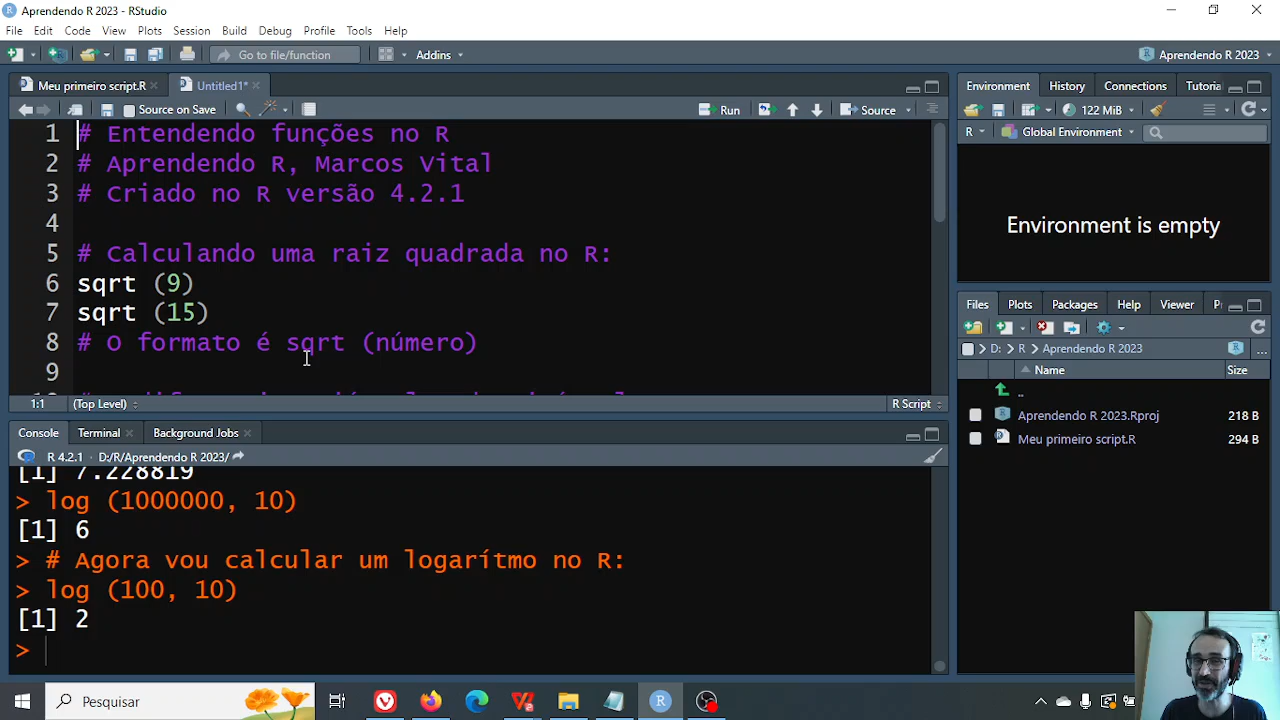 Aprendendo R 2023 - RStudio
File Edit Code View Plots Session Build Debug Profile Tools Help
Go to file/function
Addins
Aprendendo R 2023
Meu primeiro script.R
Untitled1*
Source on Save
Run
Source
1 # Entendendo funções no R
2 # Aprendendo R, Marcos Vital
3 # Criado no R versão 4.2.1
4
5 # Calculando uma raiz quadrada no R:
6 sqrt (9)
7 sqrt (15)
8 # O formato é sqrt (número)
9
1:1 (Top Level)
R Script
Console Terminal Background Jobs
R 4.2.1 · D:/R/Aprendendo R 2023/
[1] 7.228819
> log (1000000, 10)
[1] 6
> # Agora vou calcular um logarítmo no R:
> log (100, 10)
[1] 2
>
Environment History Connections Tutoria
122 MiB
R Global Environment
Environment is empty
Files Plots Packages Help Viewer
D: R Aprendendo R 2023
Name Size
..
Aprendendo R 2023.Rproj 218 B
Meu primeiro script.R 294 B
Pesquisar